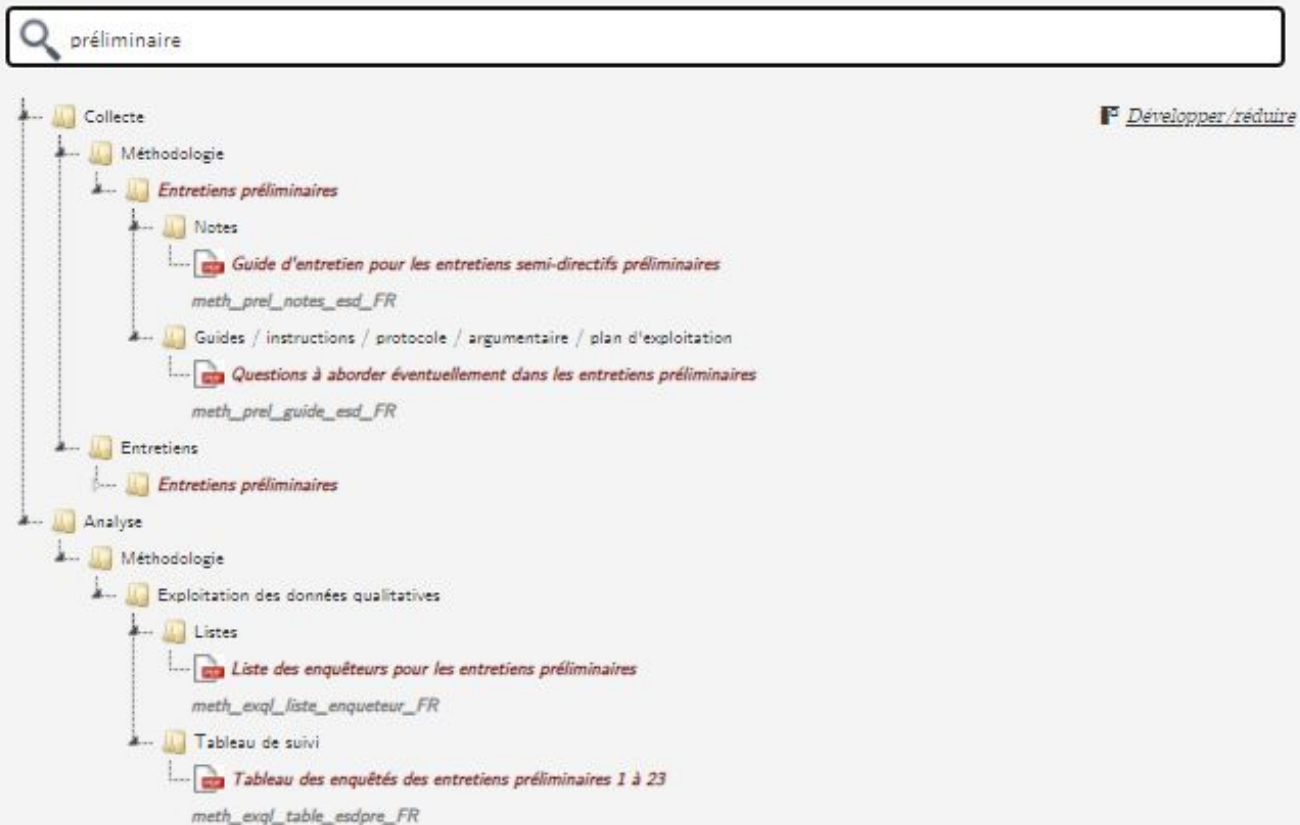 préliminaire
Collecte
Développer/réduire
Méthodologie
Entretiens préliminaires
Notes
Guide d'entretien pour les entretiens semi-directifs préliminaires
meth_prel_notes_esd_FR
Guides / instructions / protocole / argumentaire / plan d'exploitation
Questions à aborder éventuellement dans les entretiens préliminaires
meth_prel_guide_esd_FR
Entretiens
Entretiens préliminaires
Analyse
Méthodologie
Exploitation des données qualitatives
Listes
Liste des enquêteurs pour les entretiens préliminaires
meth_exql_liste_enqueteur_FR
Tableau de suivi
Tableau des enquêtés des entretiens préliminaires 1 à 23
meth_exql_table_esdpre_FR